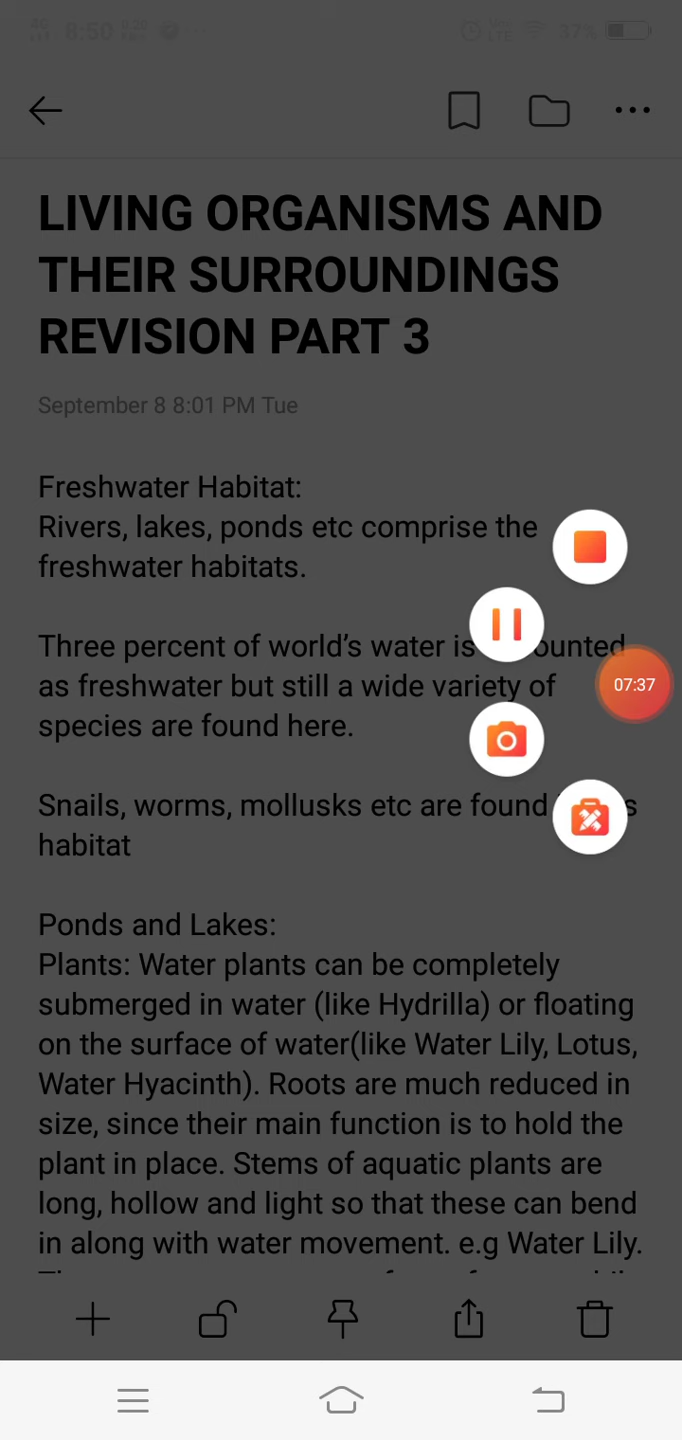 8:50
37%
LIVING ORGANISMS AND
THEIR SURROUNDINGS
REVISION PART 3
September 8 8:01 PM Tue
Freshwater Habitat:
Rivers, lakes, ponds etc comprise the
freshwater habitats.
Three percent of world's water is ounted
07:37
as freshwater but still a wide variety of
species are found here.
Snails, worms, mollusks etc are found s
habitat
Ponds and Lakes:
Plants: Water plants can be completely
submerged in water (like Hydrilla) or floating
on the surface of water(like Water Lily, Lotus,
Water Hyacinth). Roots are much reduced in
size, since their main function is to hold the
plant in place. Stems of aquatic plants are
long, hollow and light so that these can bend
in along with water movement. e.g Water Lily.